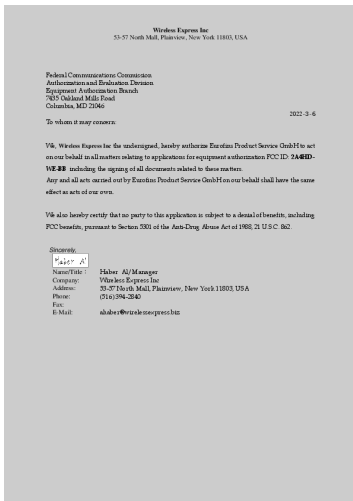 Wireless Express Inc
53-57 North Mall, Plainview, New York 11803, USA
Federal Communications Commission
Authorization and Evaluation Division
Equipment Authorization Branch
7435 Oakland Mills Road
Columbia, MD 21046
2022-3-6
To whom it may concern:
We, Wireless Express Inc the undersigned, hereby authorize Eurofins Product Service GmbH to act
on our behalf in all matters relating to applications for equipment authorization FCC ID: 2A4HD-
WE-BB including the signing of all documents related to these matters.
Any and all acts carried out by Eurofins Product Service GmbH on our behalf shall have the same
effect as acts of our own.
We also hereby certify that no party to this application is subject to a denial of benefits, including
FCC benefits, pursuant to Section 5301 of the Anti-Drug Abuse Act of 1988, 21 U.S.C. 862.
Sincerely,
Haber Al
Name/Title: Haber Al/Manager
Company: Wireless Express Inc
Address: 53-57 North Mall, Plainview, New York 11803, USA
Phone: (516)394-2840
Fax:
E-Mail: ahaber@wirelessexpress.biz